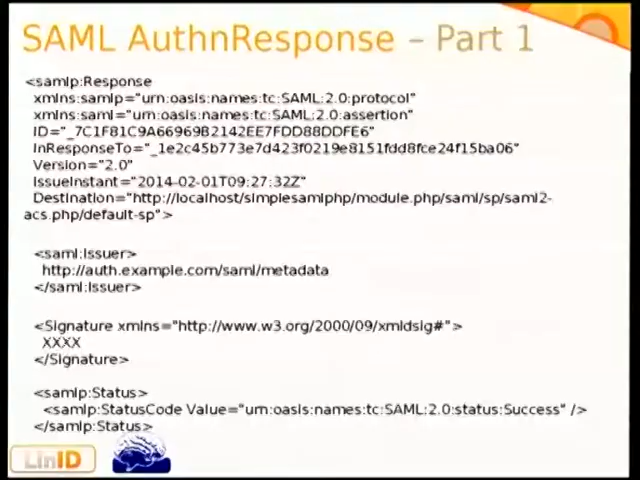 SAML AuthnResponse – Part 1
<samlp:Response
xmlns:samlp="urn:oasis:names:tc:SAML:2.0:protocol"
xmlns:saml="urn:oasis:names:tc:SAML:2.0:assertion"
ID="_7C1F81C9A66969B2142EE7FDD88DDFE6"
InResponseTo="_1e2c45b773e7d423f0219e8151fdd8fce24f15ba06"
Version="2.0"
IssueInstant="2014-02-01T09:27:32Z"
Destination="http://localhost/simplesamlphp/module.php/saml/sp/saml2-
acs.php/default-sp">
<saml:Issuer>
http://auth.example.com/saml/metadata
</saml:Issuer>
<Signature xmlns="http://www.w3.org/2000/09/xmldsig#">
XXXX
</Signature>
<samlp:Status>
<samlp:StatusCode Value="urn:oasis:names:tc:SAML:2.0:status:Success" />
</samlp:Status>
LinID